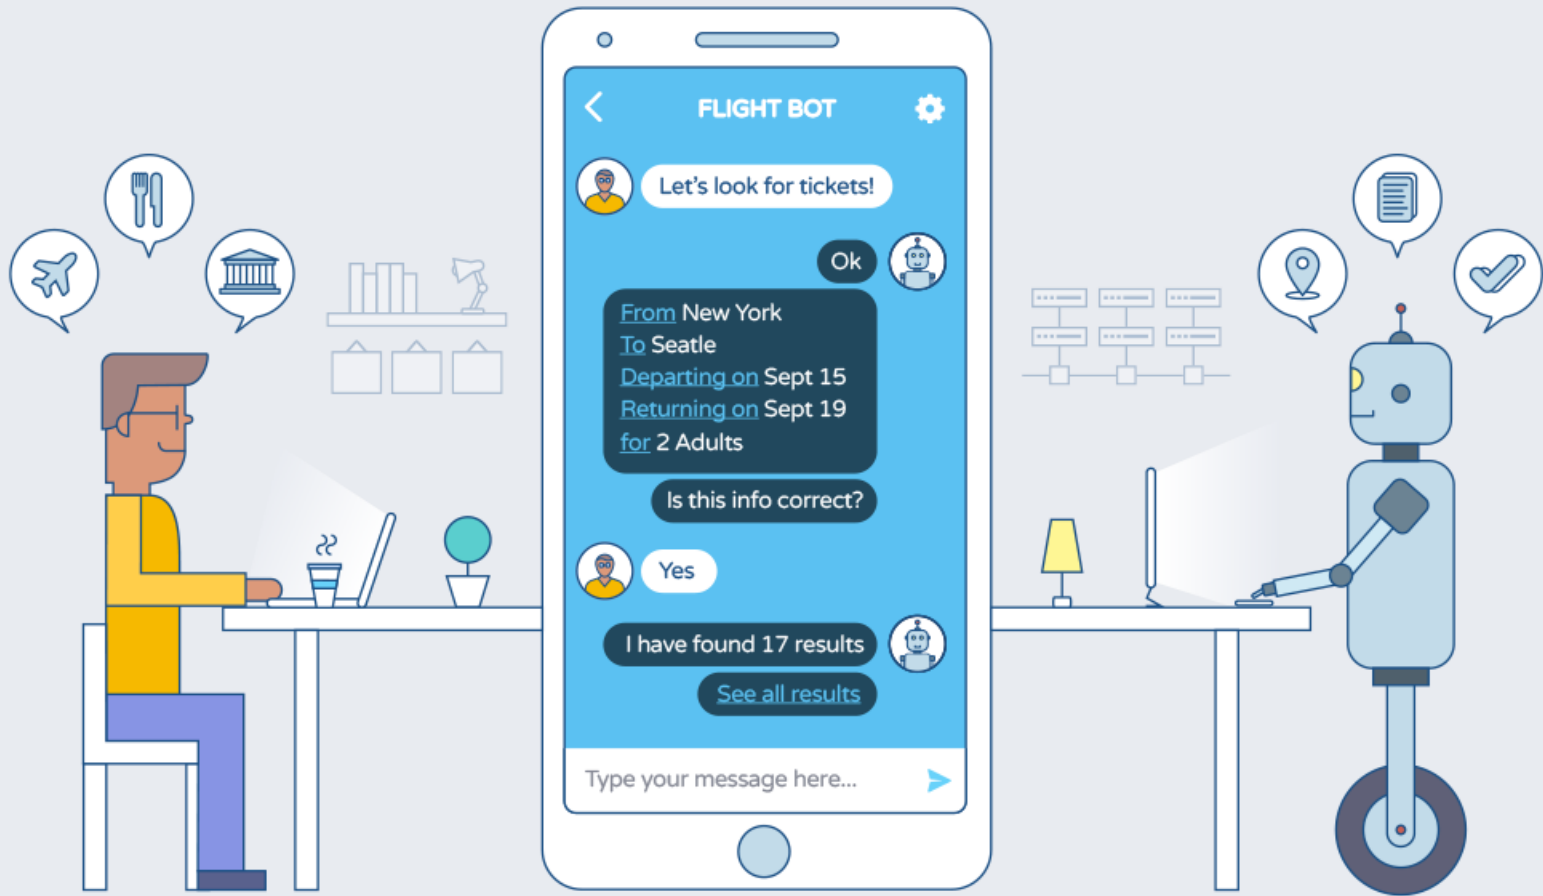 FLIGHT BOT
Let's look for tickets!
Ok
From New York
To Seatle
Departing on Sept 15
Returning on Sept 19
for 2 Adults
Is this info correct?
Yes
I have found 17 results
See all results
Type your message here...